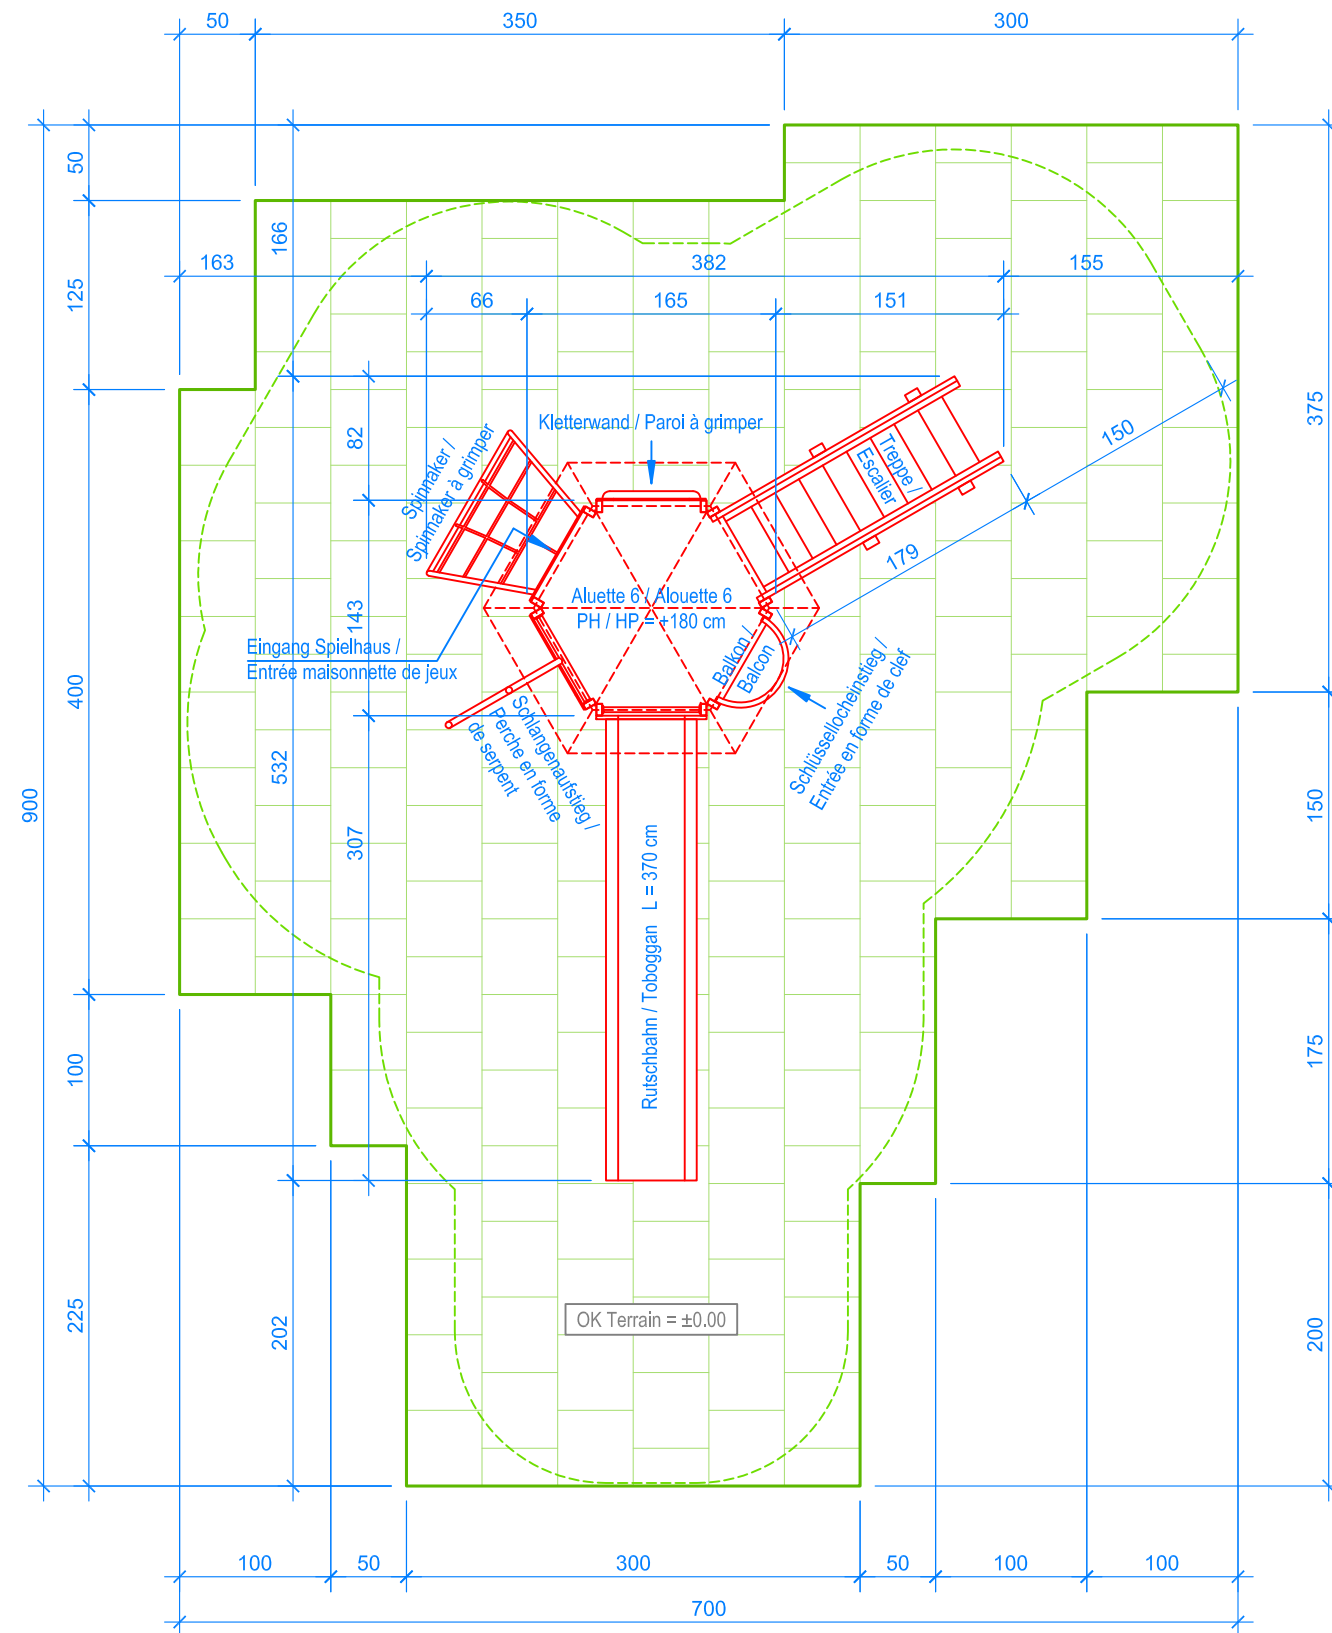 50
350
300
50
166
163
382
155
125
66
165
151
375
82
Kletterwand / Paroi à grimper
Spinnaker /
Spinnaker à grimper
Treppe /
Escalier
150
179
143
Aluette 6 / Alouette 6
PH / HP = +180 cm
Eingang Spielhaus /
Entrée maisonnette de jeux
Balkon /
Balcon
Schlüssellocheinstieg /
Entrée en forme de clef
Schlangenaufstieg /
Perche en forme
de serpent
400
532
900
307
150
Rutschbahn / Toboggan L = 370 cm
100
175
225
202
OK Terrain = ±0.00
200
100
50
300
50
100
100
700